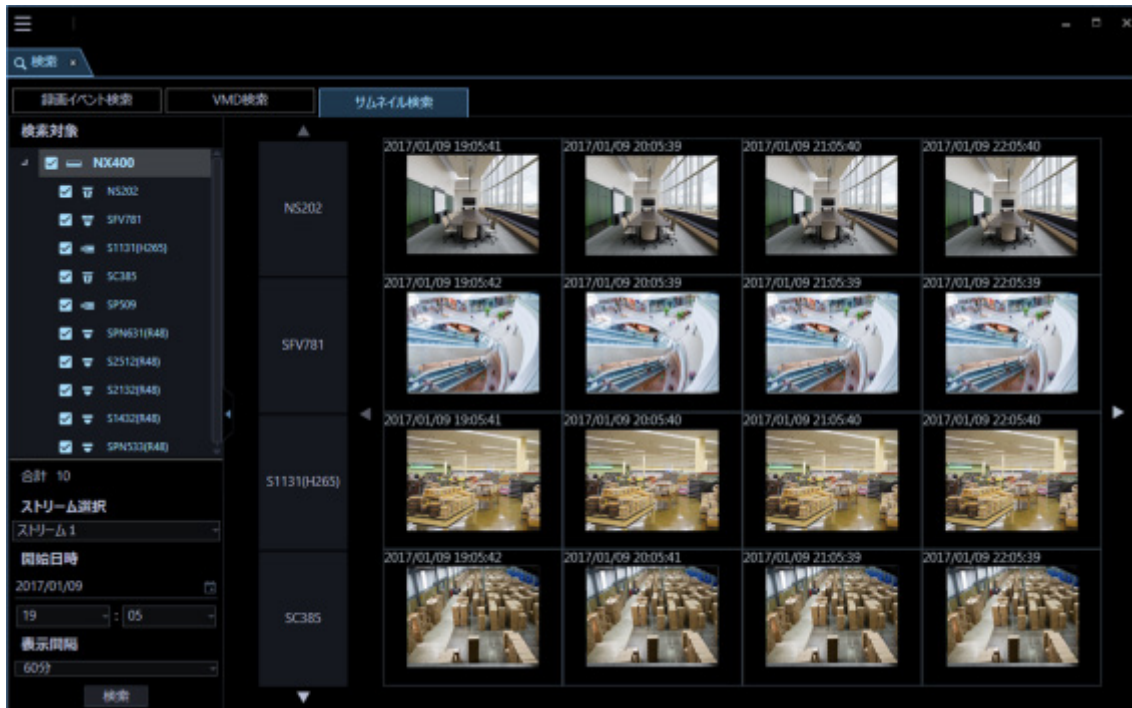 検索 ×
録画イベント検索 VMD検索 サムネイル検索
検索対象
NX400
NS202
SFV781
S1131(H265)
SC385
SP509
SPN631(R48)
S2512(R48)
S2132(R48)
S1432(R48)
SPN533(R48)
合計 10
ストリーム選択
ストリーム 1
開始日時
2017/01/09
19 : 05
表示間隔
60分
検索
NS202
2017/01/09 19:05:41 2017/01/09 20:05:39 2017/01/09 21:05:40 2017/01/09 22:05:40
SFV781
2017/01/09 19:05:42 2017/01/09 20:05:39 2017/01/09 21:05:39 2017/01/09 22:05:39
S1131(H265)
2017/01/09 19:05:41 2017/01/09 20:05:40 2017/01/09 21:05:40 2017/01/09 22:05:40
SC385
2017/01/09 19:05:42 2017/01/09 20:05:41 2017/01/09 21:05:39 2017/01/09 22:05:39